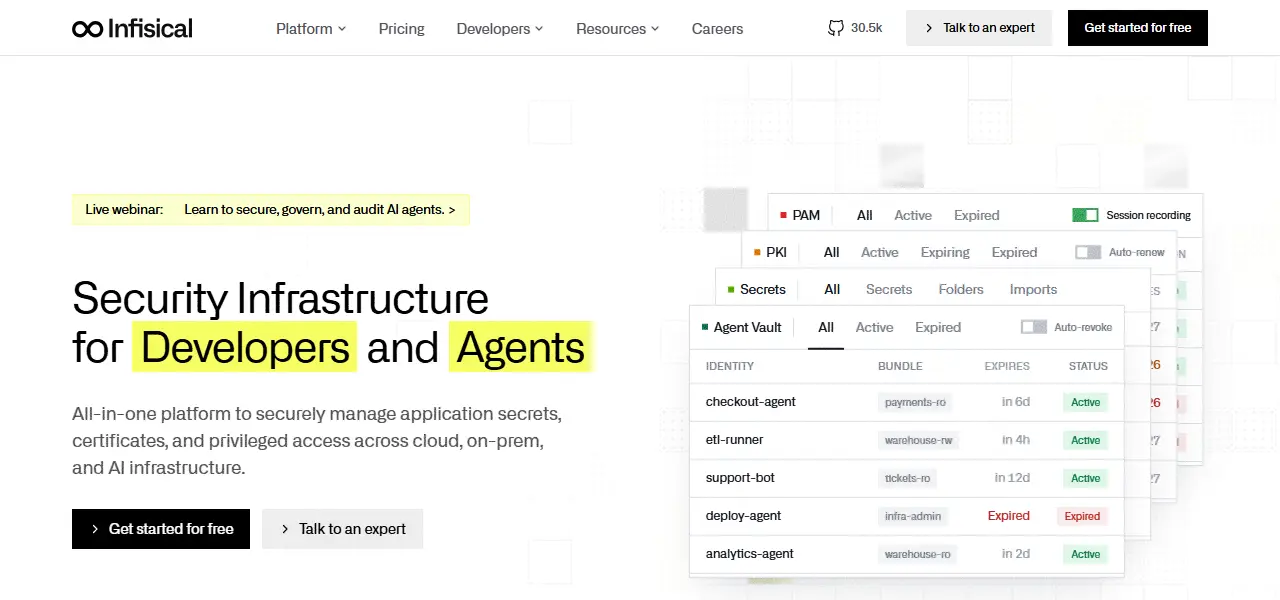 Infisical
Platform
Pricing
Developers
Resources
Careers
30.5k
> Talk to an expert
Get started for free
Live webinar: Learn to secure, govern, and audit AI agents. >
Security Infrastructure
for Developers and Agents
All-in-one platform to securely manage application secrets,
certificates, and privileged access across cloud, on-prem,
and AI infrastructure.
> Get started for free
> Talk to an expert
PAM All Active Expired Session recording
PKI All Active Expiring Expired Auto-renew
Secrets All Secrets Folders Imports
Agent Vault All Active Expired Auto-revoke
IDENTITY BUNDLE EXPIRES STATUS
checkout-agent payments-ro in 6d Active
etl-runner warehouse-rw in 4h Active
support-bot tickets-ro in 12d Active
deploy-agent infra-admin Expired Expired
analytics-agent warehouse-ro in 2d Active